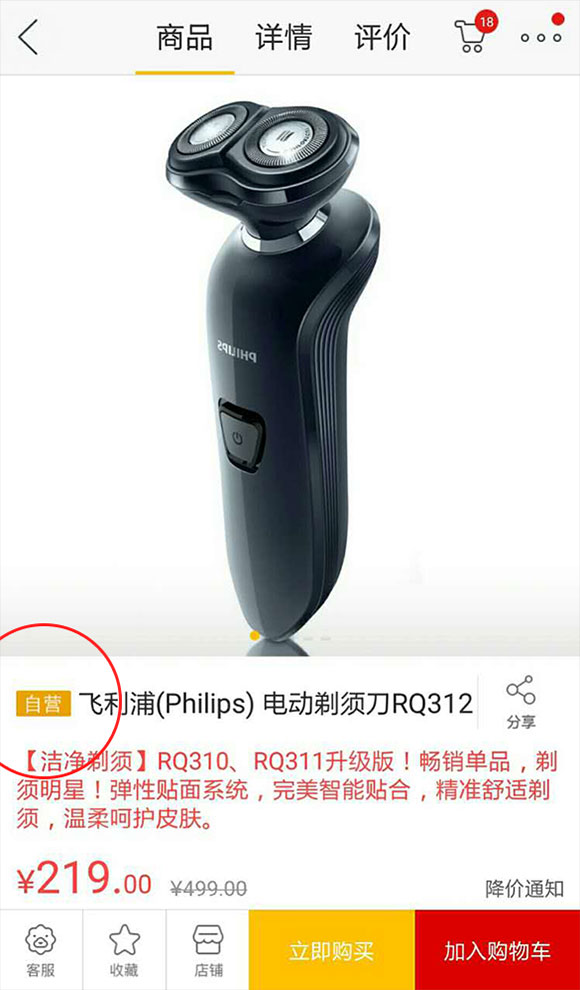 商品 详情 评价 18
PHILIPS
自营 飞利浦(Philips) 电动剃须刀RQ312
分享
【洁净剃须】RQ310、RQ311升级版！畅销单品，剃
须明星！弹性贴面系统，完美智能贴合，精准舒适剃
须，温柔呵护皮肤。
¥219.00 ¥499.00 降价通知
客服 收藏 店铺 立即购买 加入购物车